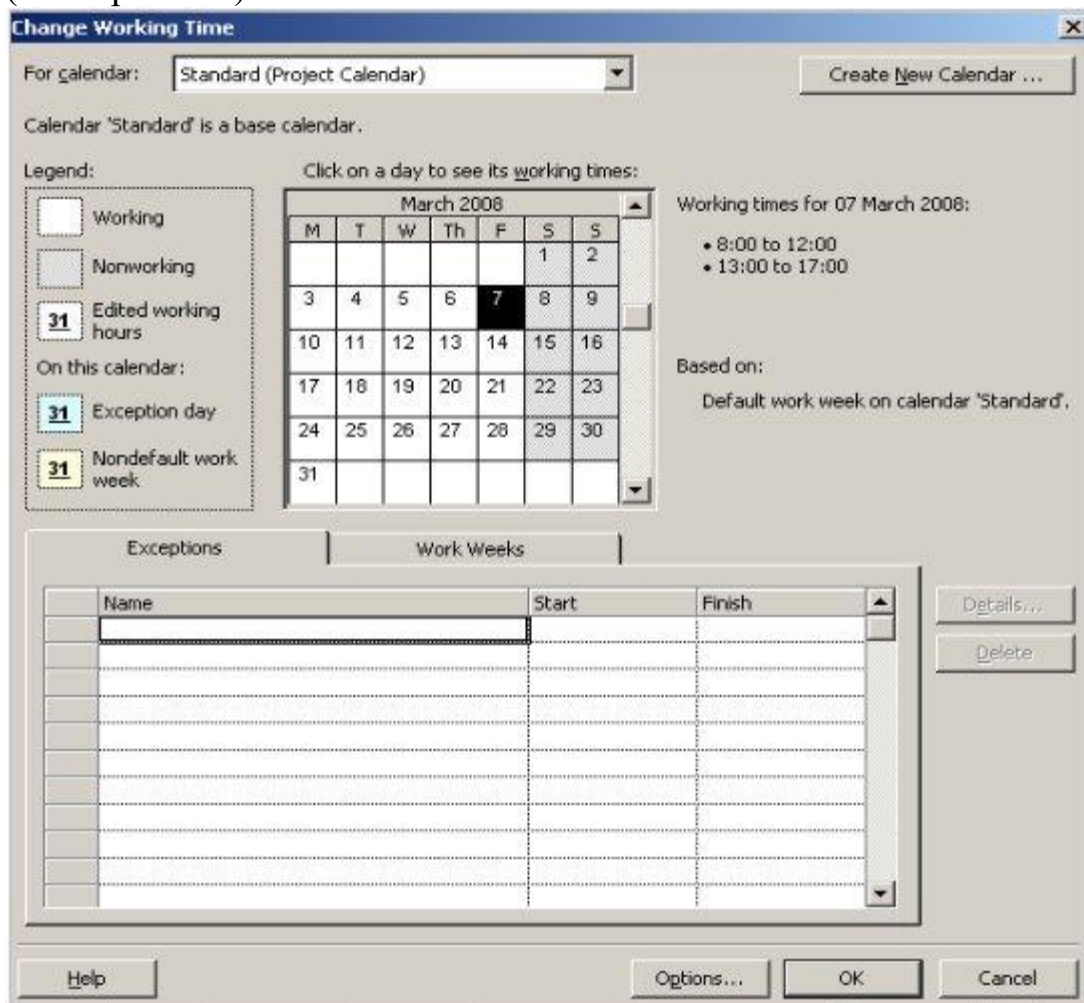 Change Working Time
For calendar: Standard (Project Calendar) Create New Calendar ...
Calendar 'Standard' is a base calendar.
Legend:
Working
Nonworking
31 Edited working
hours
On this calendar:
31 Exception day
31 Nondefault work
week
Click on a day to see its working times:
March 2008
M T W Th F S S
1 2
3 4 5 6 7 8 9
10 11 12 13 14 15 16
17 18 19 20 21 22 23
24 25 26 27 28 29 30
31
Working times for 07 March 2008:
• 8:00 to 12:00
• 13:00 to 17:00
Based on:
Default work week on calendar 'Standard'.
Exceptions Work Weeks
Name Start Finish
Details...
Delete
Help Options... OK Cancel